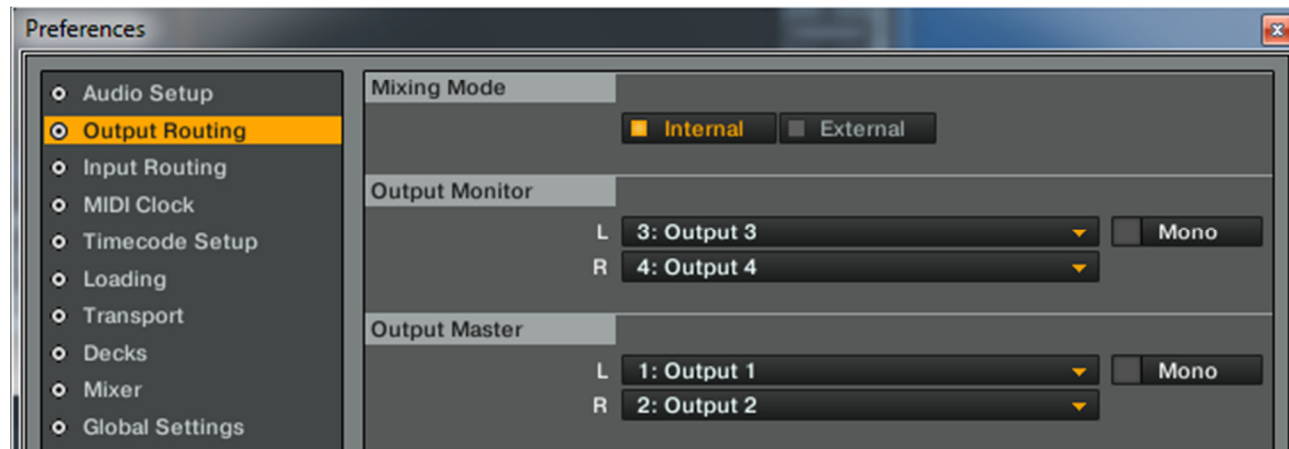 Preferences
Audio Setup
Output Routing
Input Routing
MIDI Clock
Timecode Setup
Loading
Transport
Decks
Mixer
Global Settings
Mixing Mode
Internal External
Output Monitor
L 3: Output 3 Mono
R 4: Output 4
Output Master
L 1: Output 1 Mono
R 2: Output 2